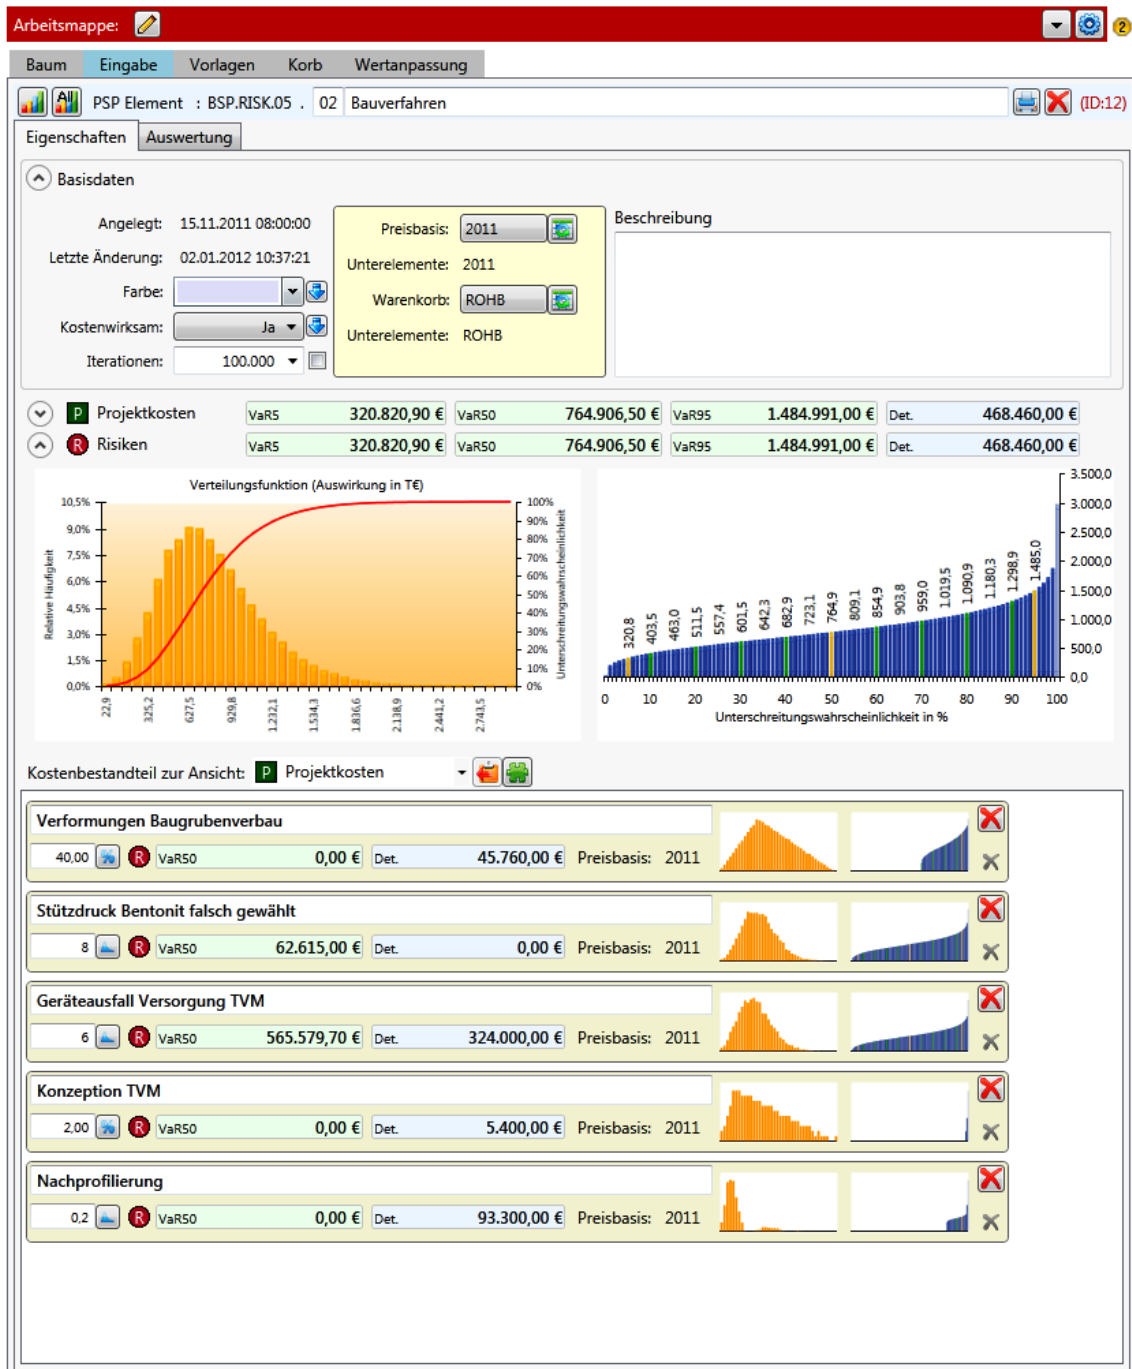 Arbeitsmappe:
2
Baum Eingabe Vorlagen Korb Wertanpassung
All PSP Element : BSP.RISK.05 . 02 Bauverfahren (ID:12)
Eigenschaften Auswertung
Basisdaten
Angelegt: 15.11.2011 08:00:00
Letzte Änderung: 02.01.2012 10:37:21
Farbe:
Kostenwirksam: Ja
Iterationen: 100.000
Preisbasis: 2011
Unterelemente: 2011
Warenkorb: ROHB
Unterelemente: ROHB
Beschreibung
P Projektkosten VaR5 320.820,90 € VaR50 764.906,50 € VaR95 1.484.991,00 € Det. 468.460,00 €
R Risiken VaR5 320.820,90 € VaR50 764.906,50 € VaR95 1.484.991,00 € Det. 468.460,00 €
Verteilungsfunktion (Auswirkung in T€)
Relative Häufigkeit
10,5%
9,0%
7,5%
6,0%
4,5%
3,0%
1,5%
0,0%
100%
90%
80%
70%
60%
50%
40%
30%
20%
10%
0%
Unterschreitungswahrscheinlichkeit
22,9 325,2 627,5 929,8 1.232,1 1.534,3 1.836,6 2.138,9 2.441,2 2.743,5
320,8 403,5 463,0 511,5 557,4 601,5 642,3 682,9 723,1 764,9 809,1 854,9 903,8 959,0 1.019,5 1.090,9 1.180,3 1.298,9 1.485,0
3.500,0
3.000,0
2.500,0
2.000,0
1.500,0
1.000,0
500,0
0,0
0 10 20 30 40 50 60 70 80 90 100
Unterschreitungswahrscheinlichkeit in %
Kostenbestandteil zur Ansicht: P Projektkosten
Verformungen Baugrubenverbau
40,00 R VaR50 0,00 € Det. 45.760,00 € Preisbasis: 2011
Stützdruck Bentonit falsch gewählt
8 R VaR50 62.615,00 € Det. 0,00 € Preisbasis: 2011
Geräteausfall Versorgung TVM
6 R VaR50 565.579,70 € Det. 324.000,00 € Preisbasis: 2011
Konzeption TVM
2,00 R VaR50 0,00 € Det. 5.400,00 € Preisbasis: 2011
Nachprofilierung
0,2 R VaR50 0,00 € Det. 93.300,00 € Preisbasis: 2011